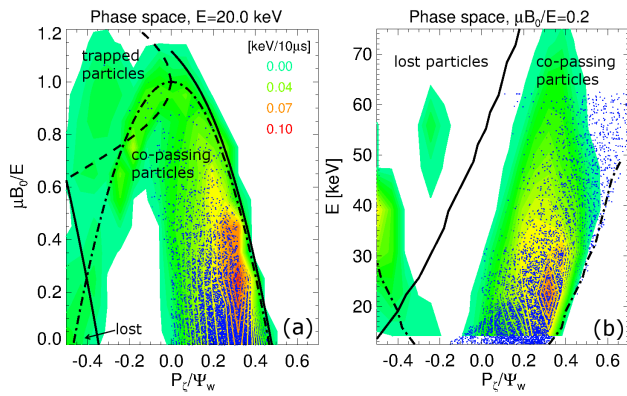 Phase space, E=20.0 keV
Phase space, μB₀/E=0.2
trapped
particles
[keV/10μs]
0.00
0.04
0.07
0.10
co-passing
particles
lost
(a)
1.2
1.0
0.8
0.6
0.4
0.2
0.0
μB₀/E
-0.4 -0.2 0.0 0.2 0.4 0.6
Pζ/Ψw
lost particles
co-passing
particles
(b)
70
60
50
40
30
20
E [keV]
-0.4 -0.2 0.0 0.2 0.4 0.6
Pζ/Ψw